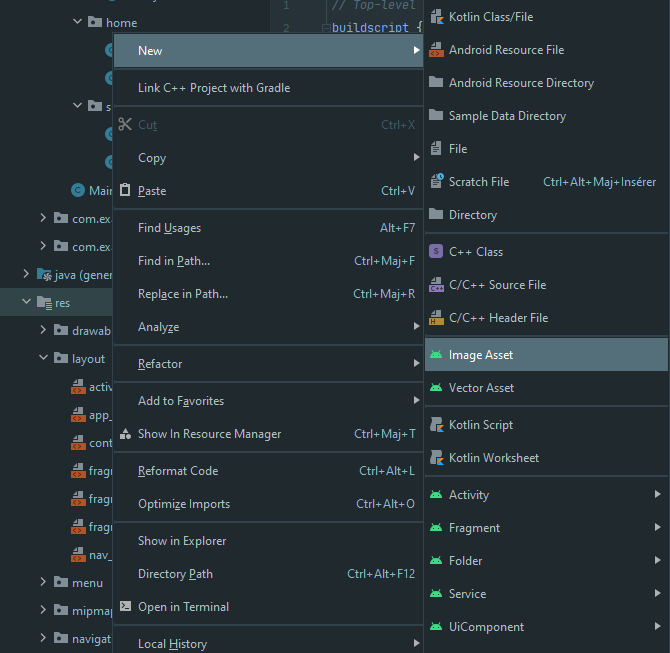 home
1 // Top-level
2 buildscript {
New
Link C++ Project with Gradle
Cut Ctrl+X
Copy
Paste Ctrl+V
Find Usages Alt+F7
Find in Path... Ctrl+Maj+F
Replace in Path... Ctrl+Maj+R
Analyze
Refactor
Add to Favorites
Show In Resource Manager Ctrl+Maj+T
Reformat Code Ctrl+Alt+L
Optimize Imports Ctrl+Alt+O
Show in Explorer
Directory Path Ctrl+Alt+F12
Open in Terminal
Local History
Kotlin Class/File
Android Resource File
Android Resource Directory
Sample Data Directory
File
Scratch File Ctrl+Alt+Maj+Insérer
Directory
C++ Class
C/C++ Source File
C/C++ Header File
Image Asset
Vector Asset
Kotlin Script
Kotlin Worksheet
Activity
Fragment
Folder
Service
UiComponent
s
Main
com.ex
com.ex
java (gener
res
drawab
layout
activ
app_
cont
frag
frag
frag
nav_
menu
mipmap
navigat